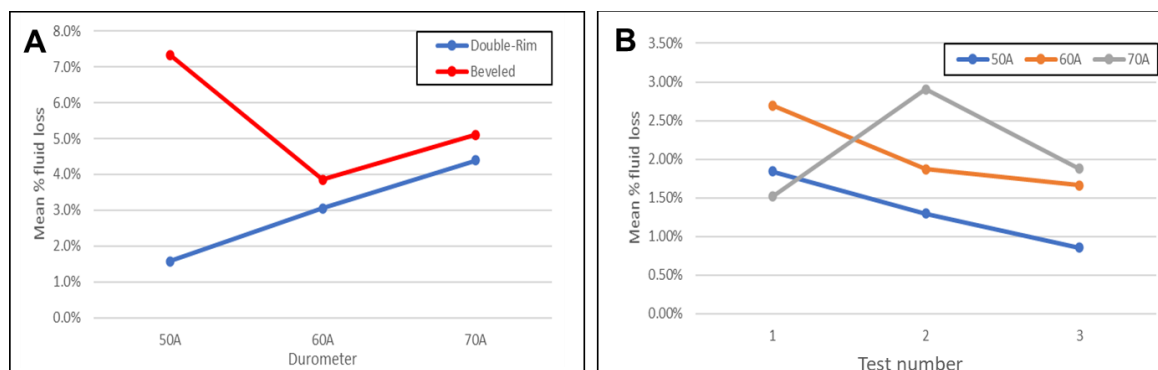 A
Mean % fluid loss
8.0%
7.0%
6.0%
5.0%
4.0%
3.0%
2.0%
1.0%
0.0%
Double-Rim
Beveled
50A
60A
70A
Durometer
B
Mean % fluid loss
3.50%
3.00%
2.50%
2.00%
1.50%
1.00%
0.50%
0.00%
50A 60A 70A
1
2
3
Test number